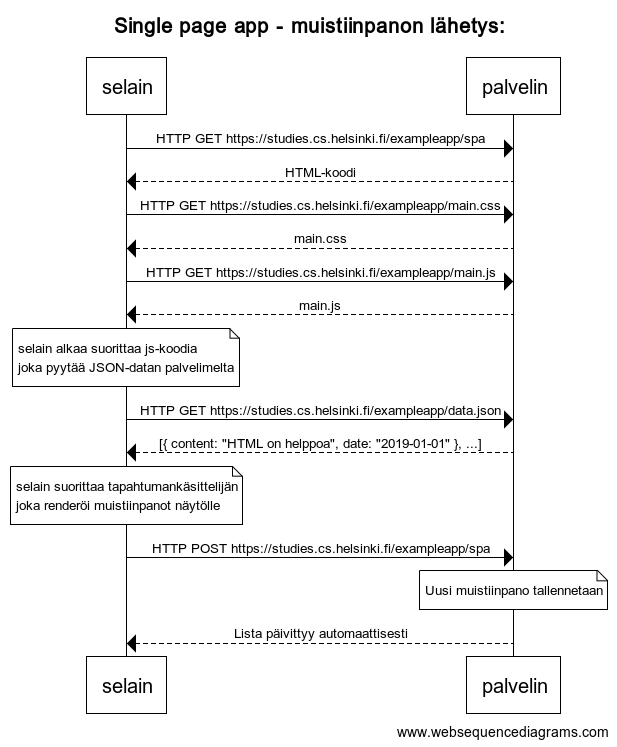 Single page app - muistiinpanon lähetys:
selain
palvelin
HTTP GET https://studies.cs.helsinki.fi/exampleapp/spa
HTML-koodi
HTTP GET https://studies.cs.helsinki.fi/exampleapp/main.css
main.css
HTTP GET https://studies.cs.helsinki.fi/exampleapp/main.js
main.js
selain alkaa suorittaa js-koodia
joka pyytää JSON-datan palvelimelta
HTTP GET https://studies.cs.helsinki.fi/exampleapp/data.json
[{ content: "HTML on helppoa", date: "2019-01-01" }, ...]
selain suorittaa tapahtumankäsittelijän
joka renderöi muistiinpanot näytölle
HTTP POST https://studies.cs.helsinki.fi/exampleapp/spa
Uusi muistiinpano tallennetaan
Lista päivittyy automaattisesti
selain
palvelin
www.websequencediagrams.com